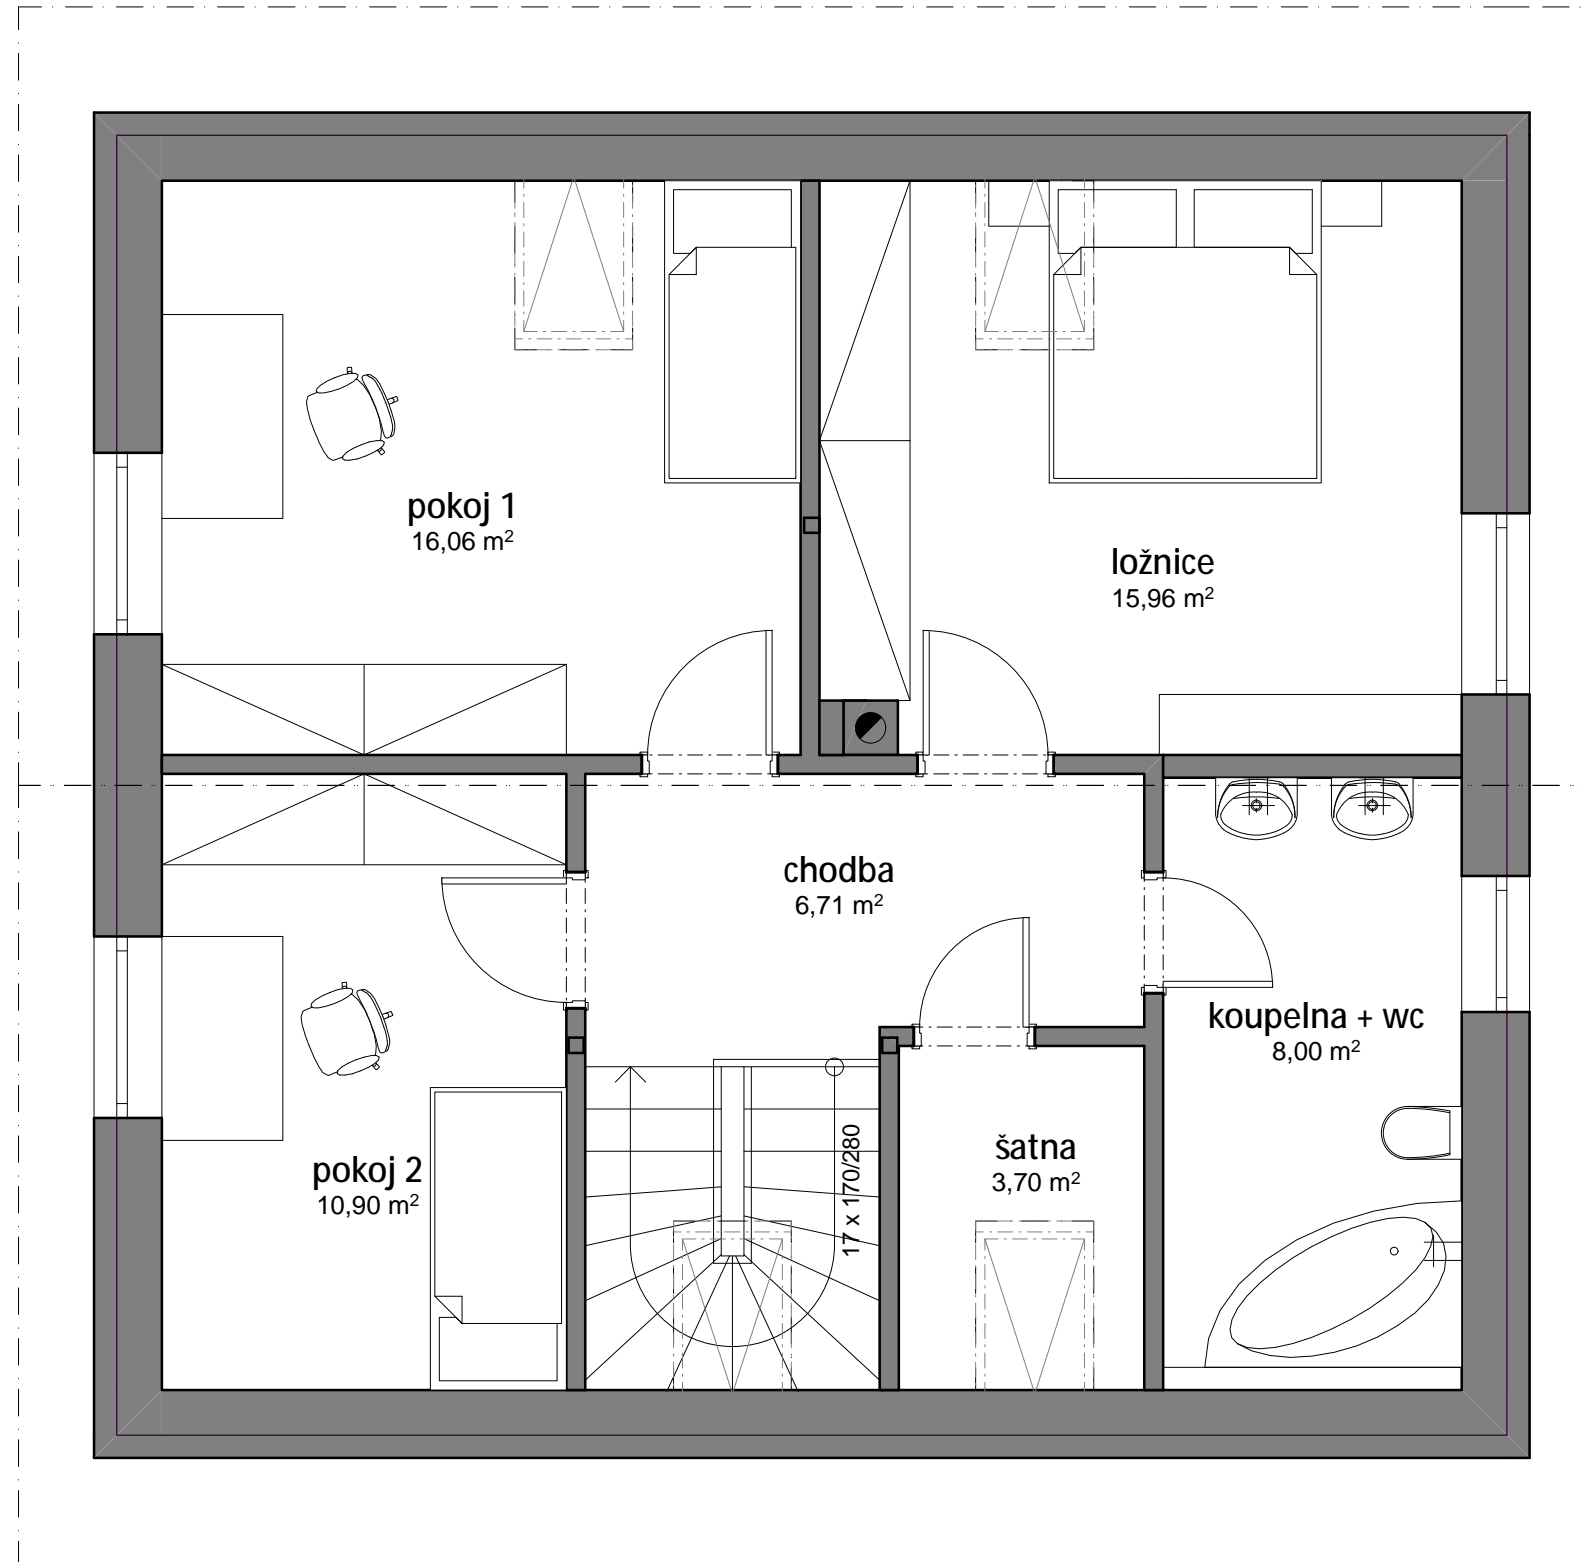 pokoj 1
16,06 m²
ložnice
15,96 m²
chodba
6,71 m²
koupelna + wc
8,00 m²
šatna
3,70 m²
17 x 170/280
pokoj 2
10,90 m²